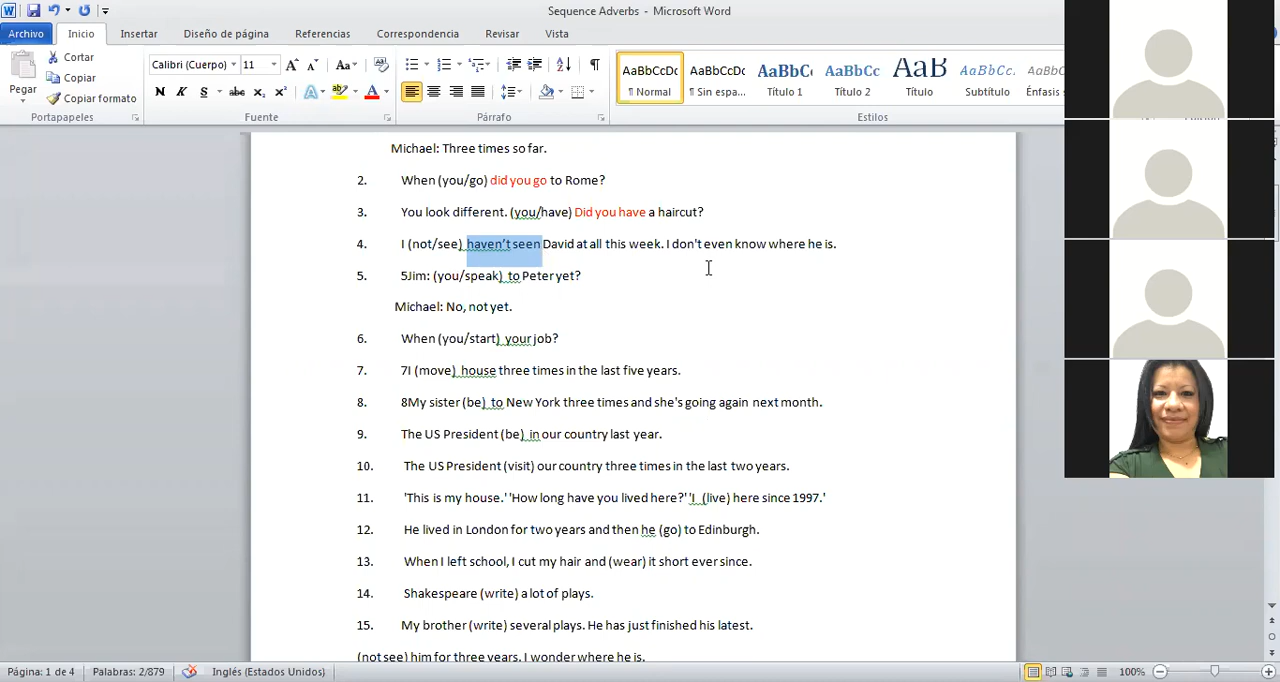 Sequence Adverbs - Microsoft Word
Archivo Inicio Insertar Diseño de página Referencias Correspondencia Revisar Vista
Cortar
Copiar
Copiar formato
Pegar
Calibri (Cuerpo) 11
N K S abc x₂ x² A ab A Aa
AaBbCcDc AaBbCcDc AaBbC AaBbCc AaB AaBbCc. AaBbCc
¶ Normal ¶ Sin espa... Título 1 Título 2 Título Subtítulo Énfasis
Portapapeles Fuente Párrafo Estilos
Michael: Three times so far.
2. When (you/go) did you go to Rome?
3. You look different. (you/have) Did you have a haircut?
4. I (not/see) haven't seen David at all this week. I don't even know where he is.
5. 5Jim: (you/speak) to Peter yet?
Michael: No, not yet.
6. When (you/start) your job?
7. 7I (move) house three times in the last five years.
8. 8My sister (be) to New York three times and she's going again next month.
9. The US President (be) in our country last year.
10. The US President (visit) our country three times in the last two years.
11. 'This is my house.' 'How long have you lived here?' 'I (live) here since 1997.'
12. He lived in London for two years and then he (go) to Edinburgh.
13. When I left school, I cut my hair and (wear) it short ever since.
14. Shakespeare (write) a lot of plays.
15. My brother (write) several plays. He has just finished his latest.
(not see) him for three years. I wonder where he is.
Página: 1 de 4 Palabras: 2/879 Inglés (Estados Unidos) 100%